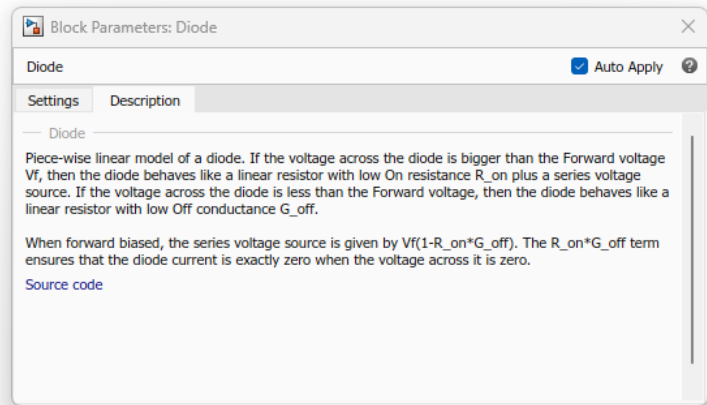 Block Parameters: Diode
Diode
Auto Apply
Settings Description
Diode
Piece-wise linear model of a diode. If the voltage across the diode is bigger than the Forward voltage
Vf, then the diode behaves like a linear resistor with low On resistance R_on plus a series voltage
source. If the voltage across the diode is less than the Forward voltage, then the diode behaves like a
linear resistor with low Off conductance G_off.
When forward biased, the series voltage source is given by Vf(1-R_on*G_off). The R_on*G_off term
ensures that the diode current is exactly zero when the voltage across it is zero.
Source code